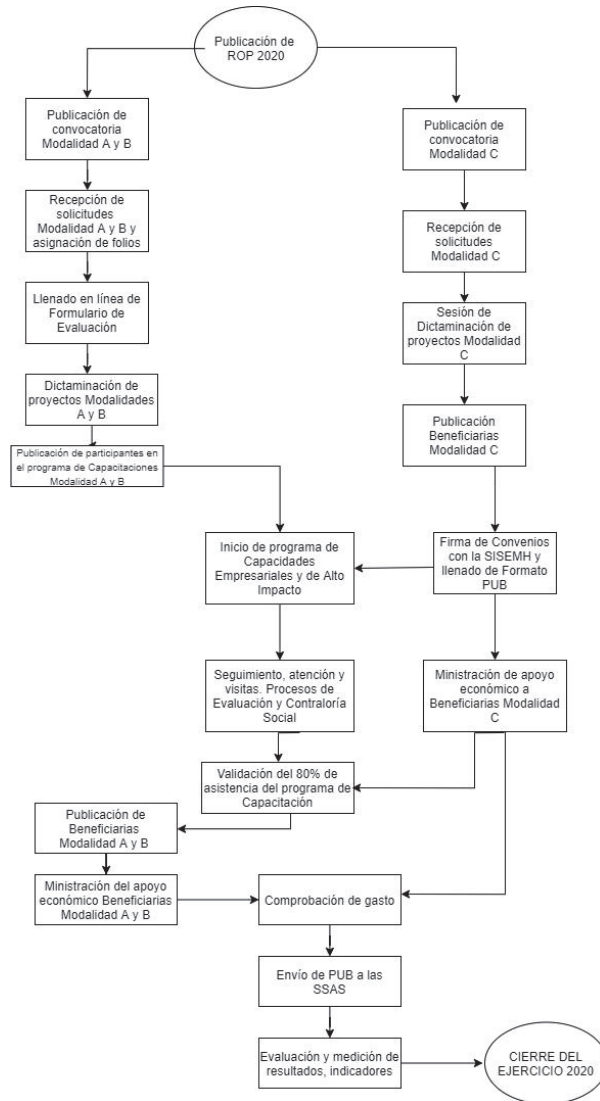 Publicación de
ROP 2020
Publicación de
convocatoria
Modalidad A y B
Publicación de
convocatoria
Modalidad C
Recepción de
solicitudes
Modalidad A y B y
asignación de folios
Recepción de
solicitudes
Modalidad C
Llenado en línea de
Formulario de
Evaluación
Sesión de
Dictaminación de
proyectos Modalidad
C
Dictaminación de
proyectos Modalidades
A y B
Publicación
Beneficiarias
Modalidad C
Publicación de participantes en
el programa de Capacitaciones
Modalidad A y B
Inicio de programa de
Capacidades
Empresariales y de Alto
Impacto
Firma de Convenios
con la SISEMH y
llenado de Formato
PUB
Seguimiento, atención y
visitas. Procesos de
Evaluación y Contraloría
Social
Ministración de apoyo
económico a
Beneficiarias Modalidad
C
Validación del 80% de
asistencia del programa de
Capacitación
Publicación de
Beneficiarias
Modalidad A y B
Ministración del apoyo
económico Beneficiarias
Modalidad A y B
Comprobación de gasto
Envío de PUB a las
SSAS
Evaluación y medición de
resultados, indicadores
CIERRE DEL
EJERCICIO 2020